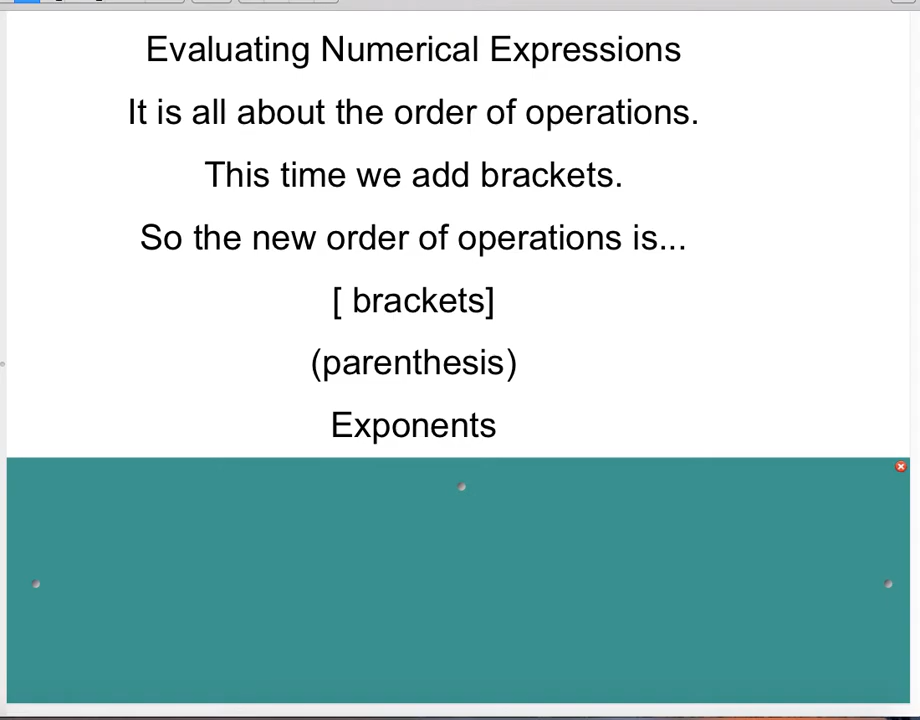 Evaluating Numerical Expressions
It is all about the order of operations.
This time we add brackets.
So the new order of operations is...
[ brackets]
(parenthesis)
Exponents